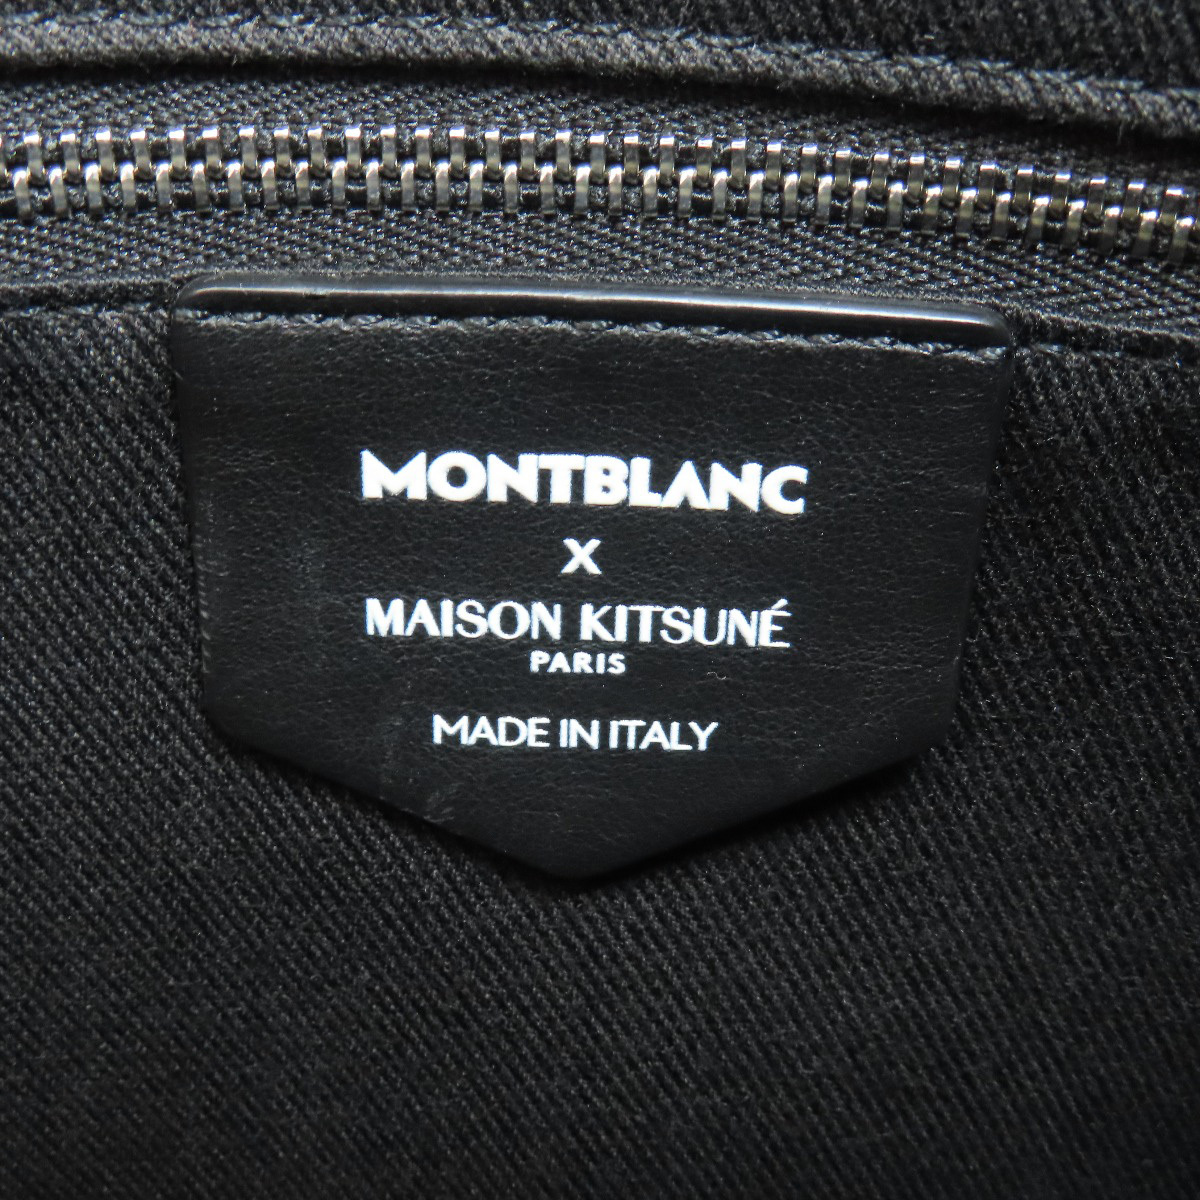 MONTBLANC
X
MAISON KITSUNÉ
PARIS
MADE IN ITALY